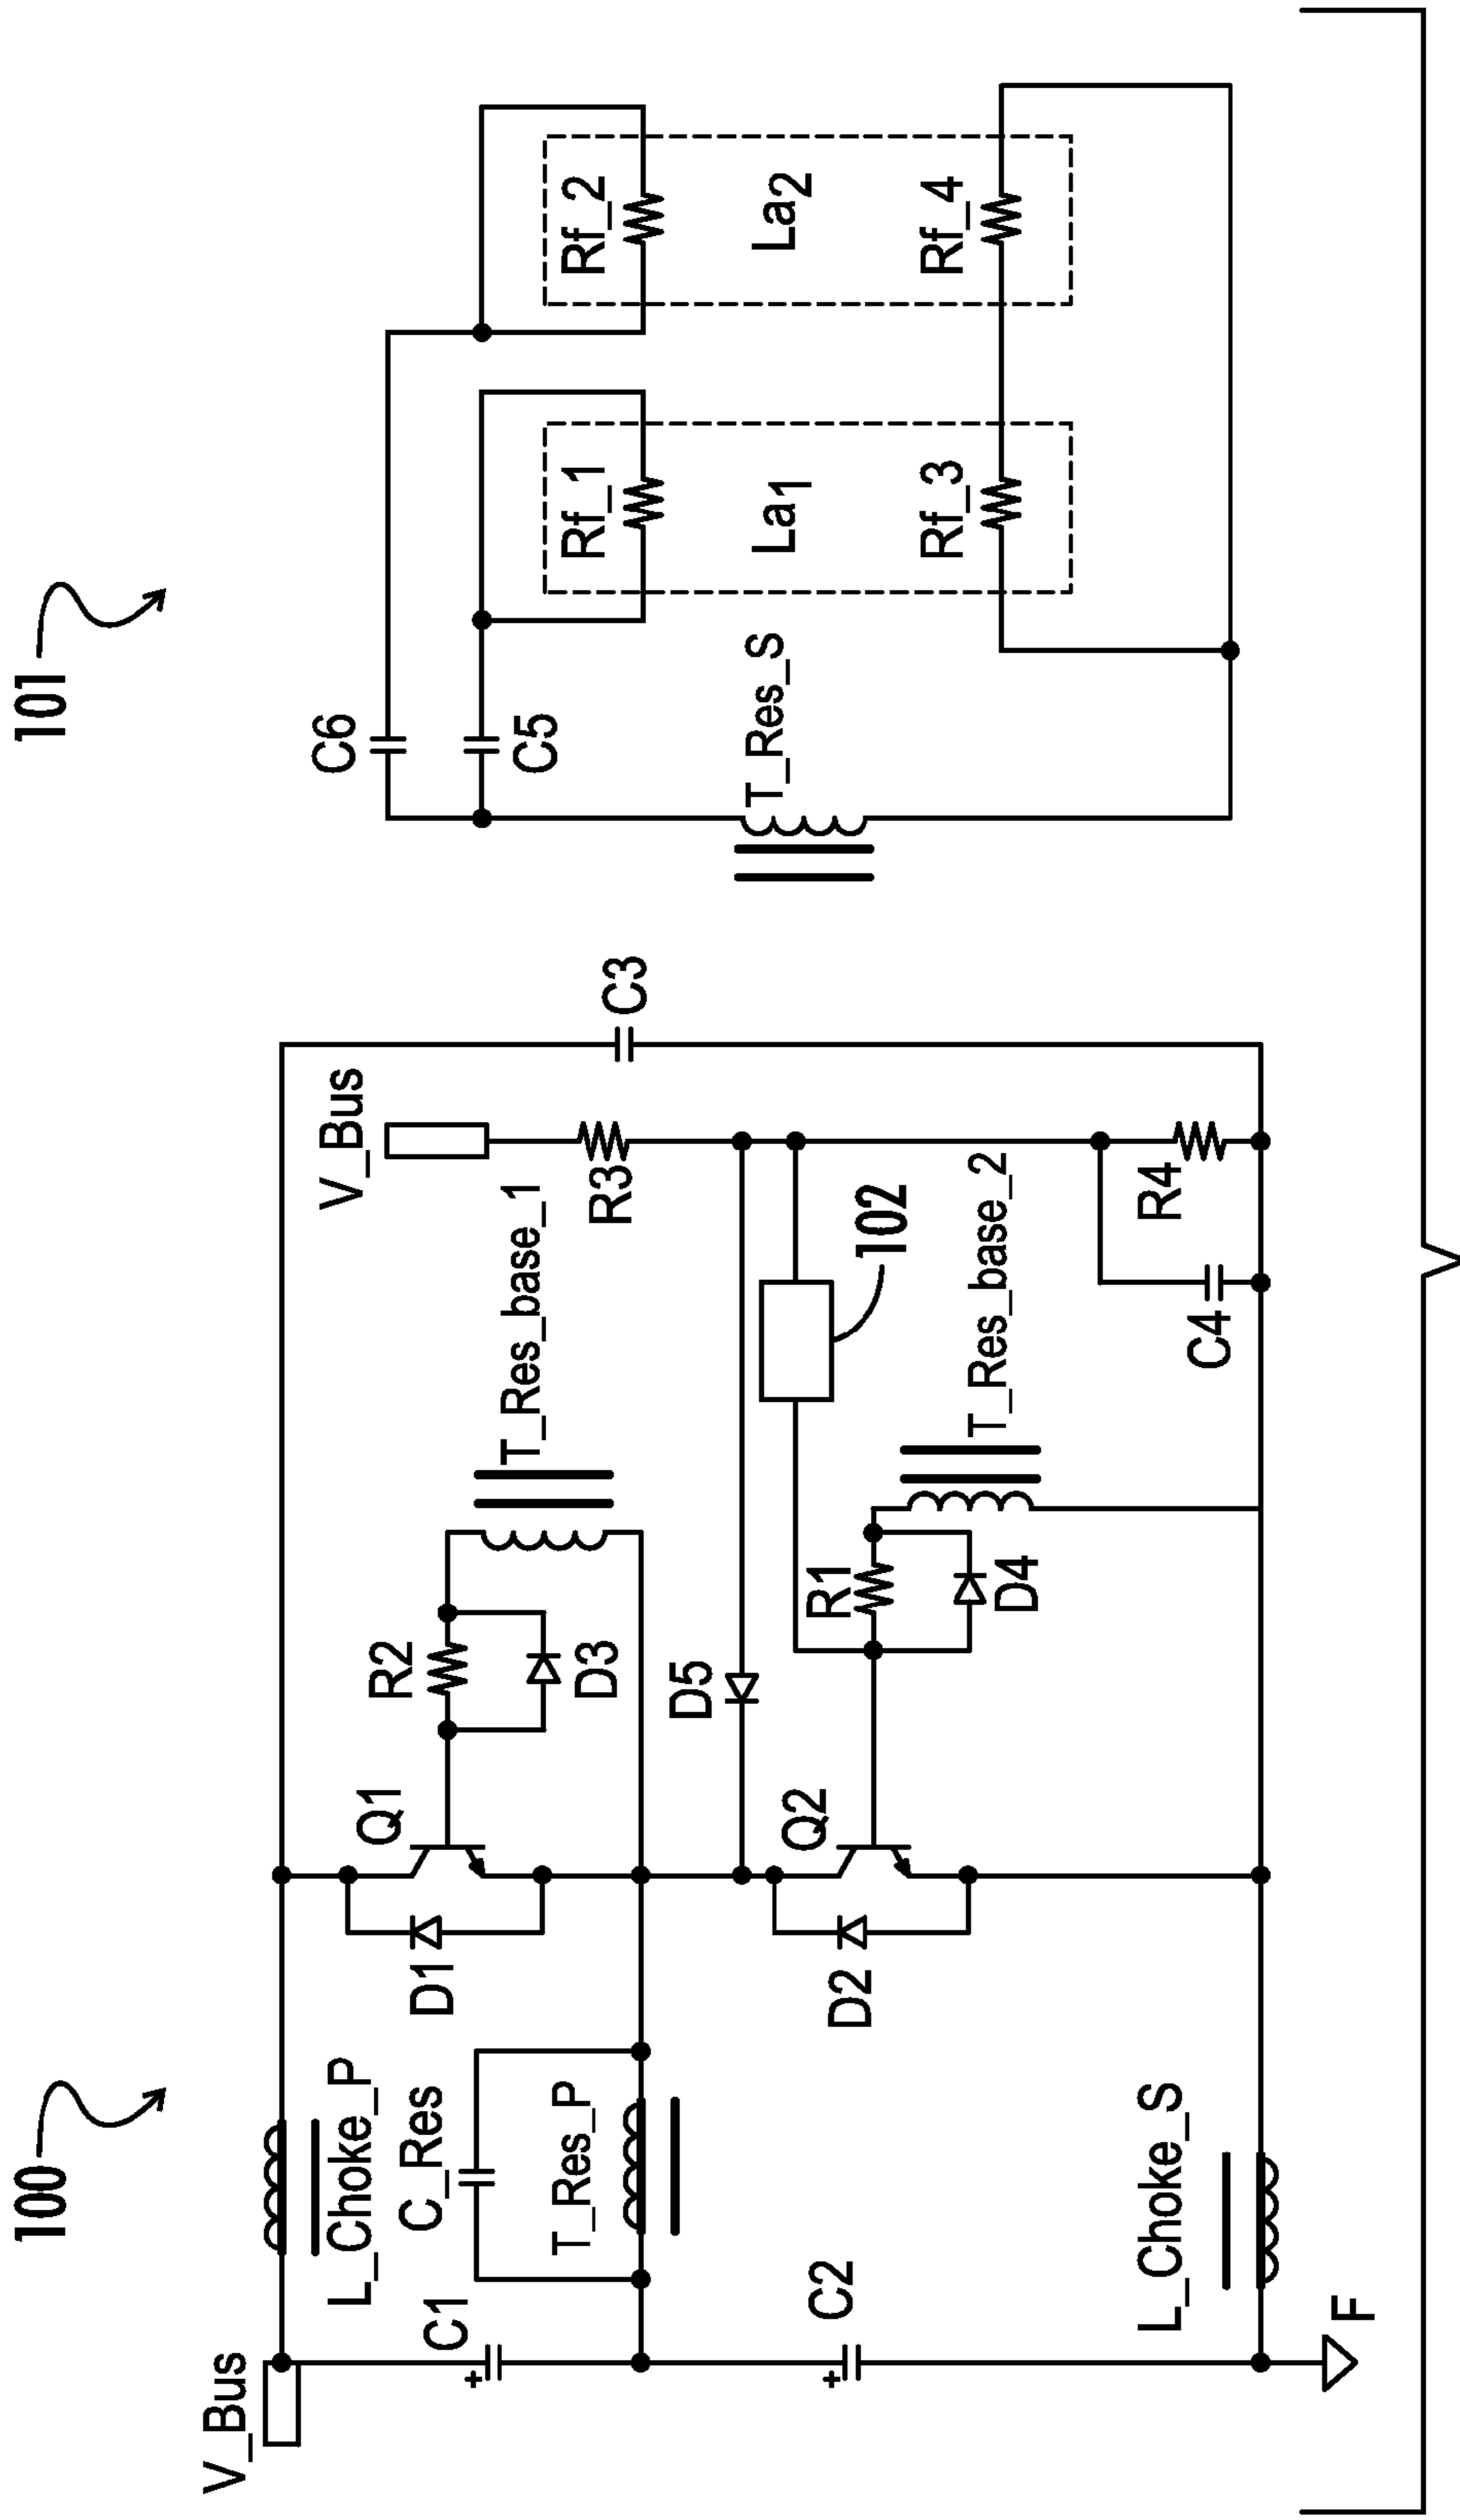 100
101
V_Bus
L_Choke_P
C1
C_Res
T_Res_P
C2
L_Choke_S
F
D1
Q1
R2
D3
T_Res_base_1
D2
Q2
D5
R1
D4
T_Res_base_2
102
V_Bus
R3
R4
C4
C3
C6
C5
T_Res_S
Rf_1
La1
Rf_3
Rf_2
La2
Rf_4